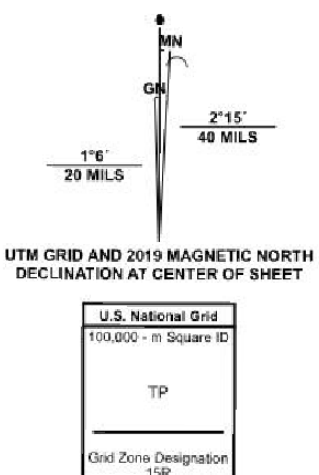 MN
GN
2°15´
40 MILS
1°6´
20 MILS
UTM GRID AND 2019 MAGNETIC NORTH
DECLINATION AT CENTER OF SHEET
U.S. National Grid
100,000 - m Square ID
TP
Grid Zone Designation
15R